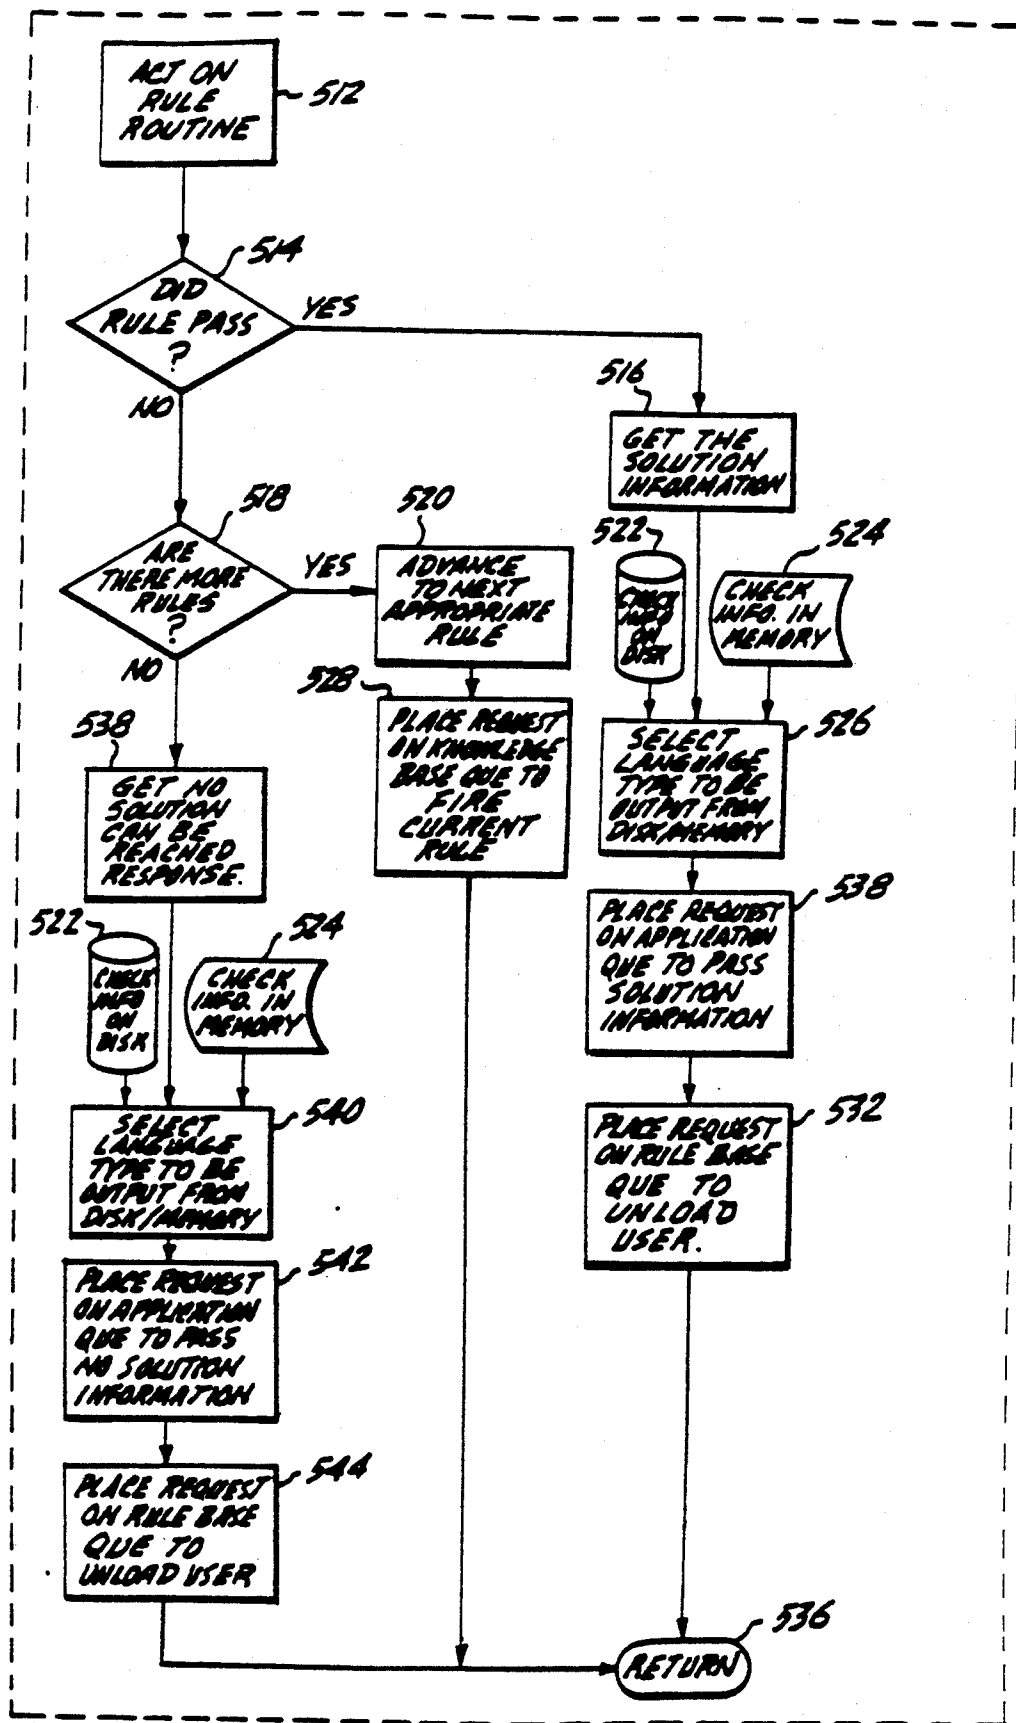 ACT ON
RULE
ROUTINE
512
514
DID
RULE PASS
?
YES
NO
516
GET THE
SOLUTION
INFORMATION
518
ARE
THERE MORE
RULES
?
YES
NO
520
ADVANCE
TO NEXT
APPROPRIATE
RULE
522
CHECK
INFO
ON
DISK
524
CHECK
INFO. IN
MEMORY
526
SELECT
LANGUAGE
TYPE TO BE
OUTPUT FROM
DISK/MEMORY
528
PLACE REQUEST
ON KNOWLEDGE
BASE QUE TO
FIRE
CURRENT
RULE
538
GET NO
SOLUTION
CAN BE
REACHED
RESPONSE.
538
PLACE REQUEST
ON APPLICATION
QUE TO PASS
SOLUTION
INFORMATION
522
CHECK
INFO
ON
DISK
524
CHECK
INFO. IN
MEMORY
540
SELECT
LANGUAGE
TYPE TO BE
OUTPUT FROM
DISK/MEMORY
532
PLACE REQUEST
ON RULE BASE
QUE TO
UNLOAD
USER.
542
PLACE REQUEST
ON APPLICATION
QUE TO PASS
NO SOLUTION
INFORMATION
544
PLACE REQUEST
ON RULE BASE
QUE TO
UNLOAD USER
536
RETURN